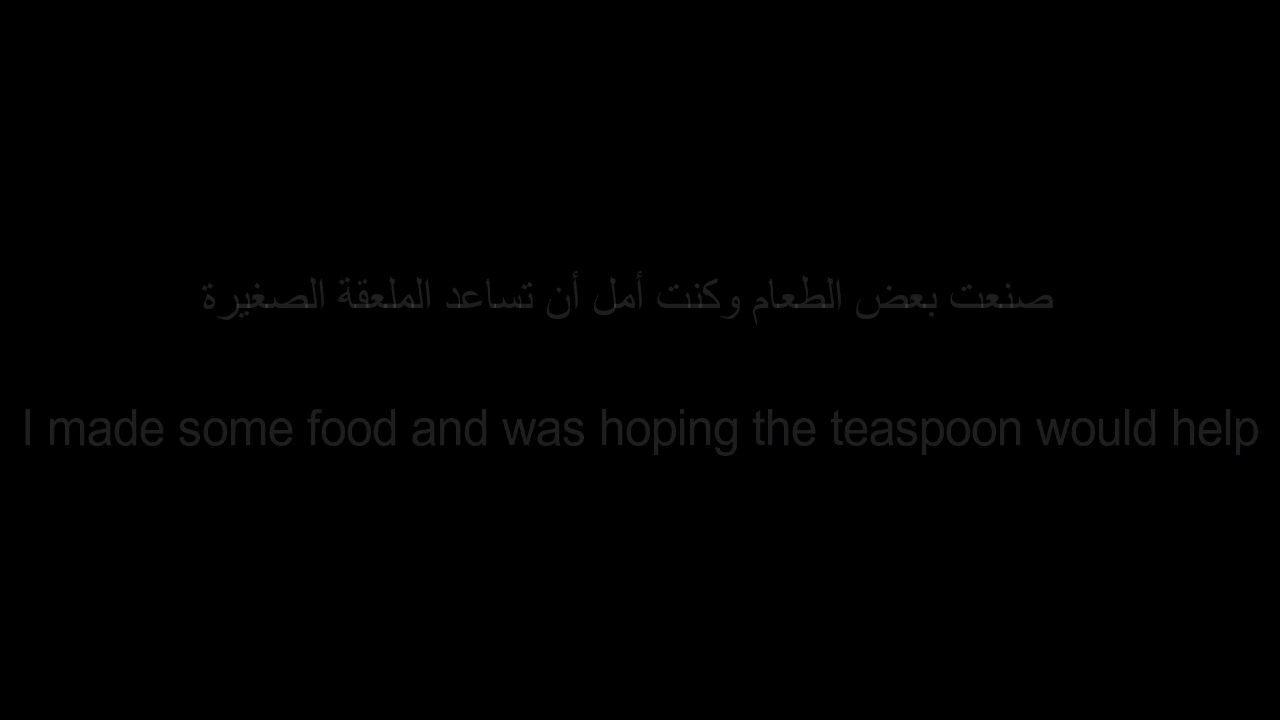 صنعت بعض الطعام وكنت أمل أن تساعد الملعقة الصغيرة
I made some food and was hoping the teaspoon would help